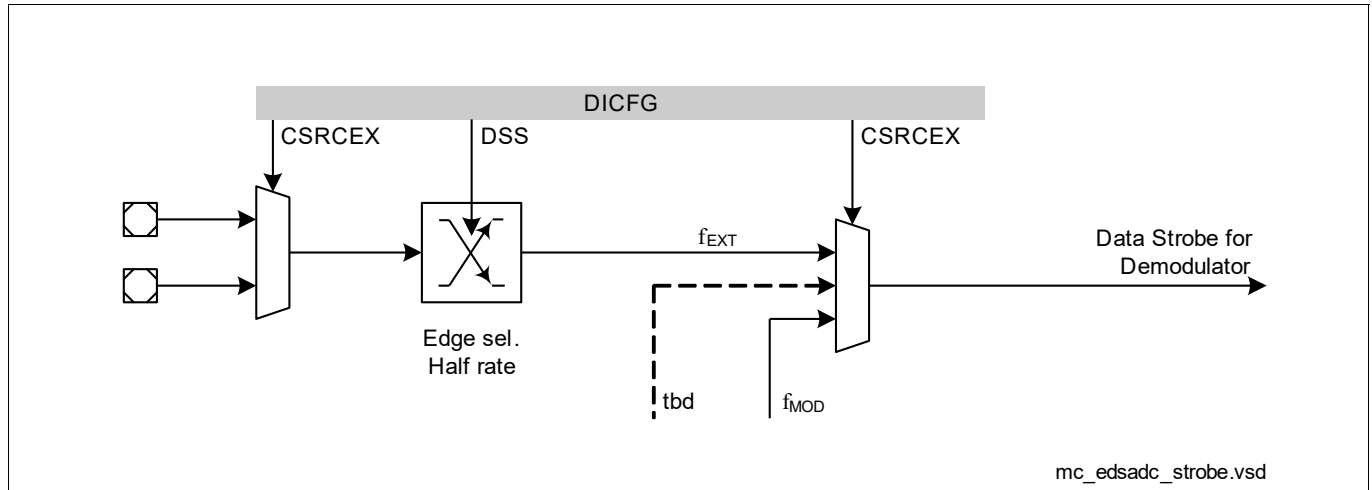 DICFG
CSRCEX
DSS
CSRCEX
fEXT
Data Strobe for
Demodulator
Edge sel.
Half rate
tbd
fMOD
mc_edsadc_strobe.vsd